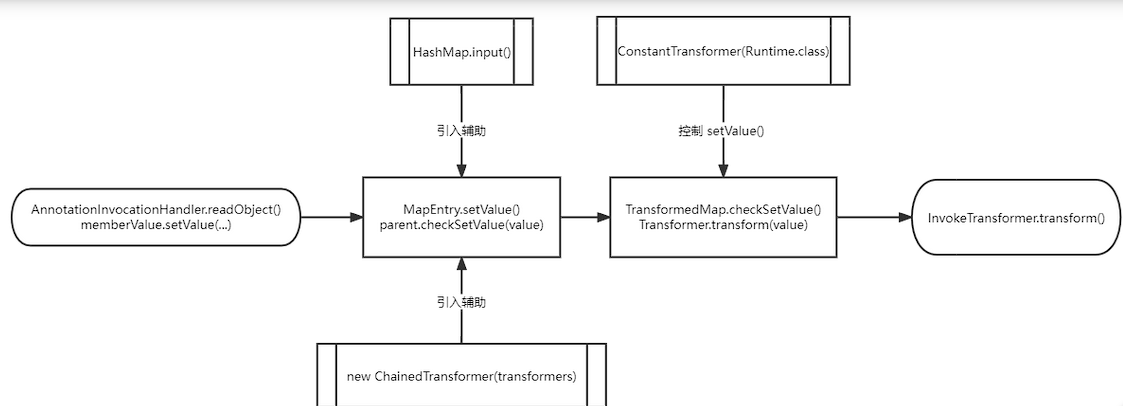 HashMap.input()
ConstantTransformer(Runtime.class)
引入辅助
控制 setValue()
AnnotationInvocationHandler.readObject()
memberValue.setValue(...)
MapEntry.setValue()
parent.checkSetValue(value)
TransformedMap.checkSetValue()
Transformer.transform(value)
InvokeTransformer.transform()
引入辅助
new ChainedTransformer(transformers)